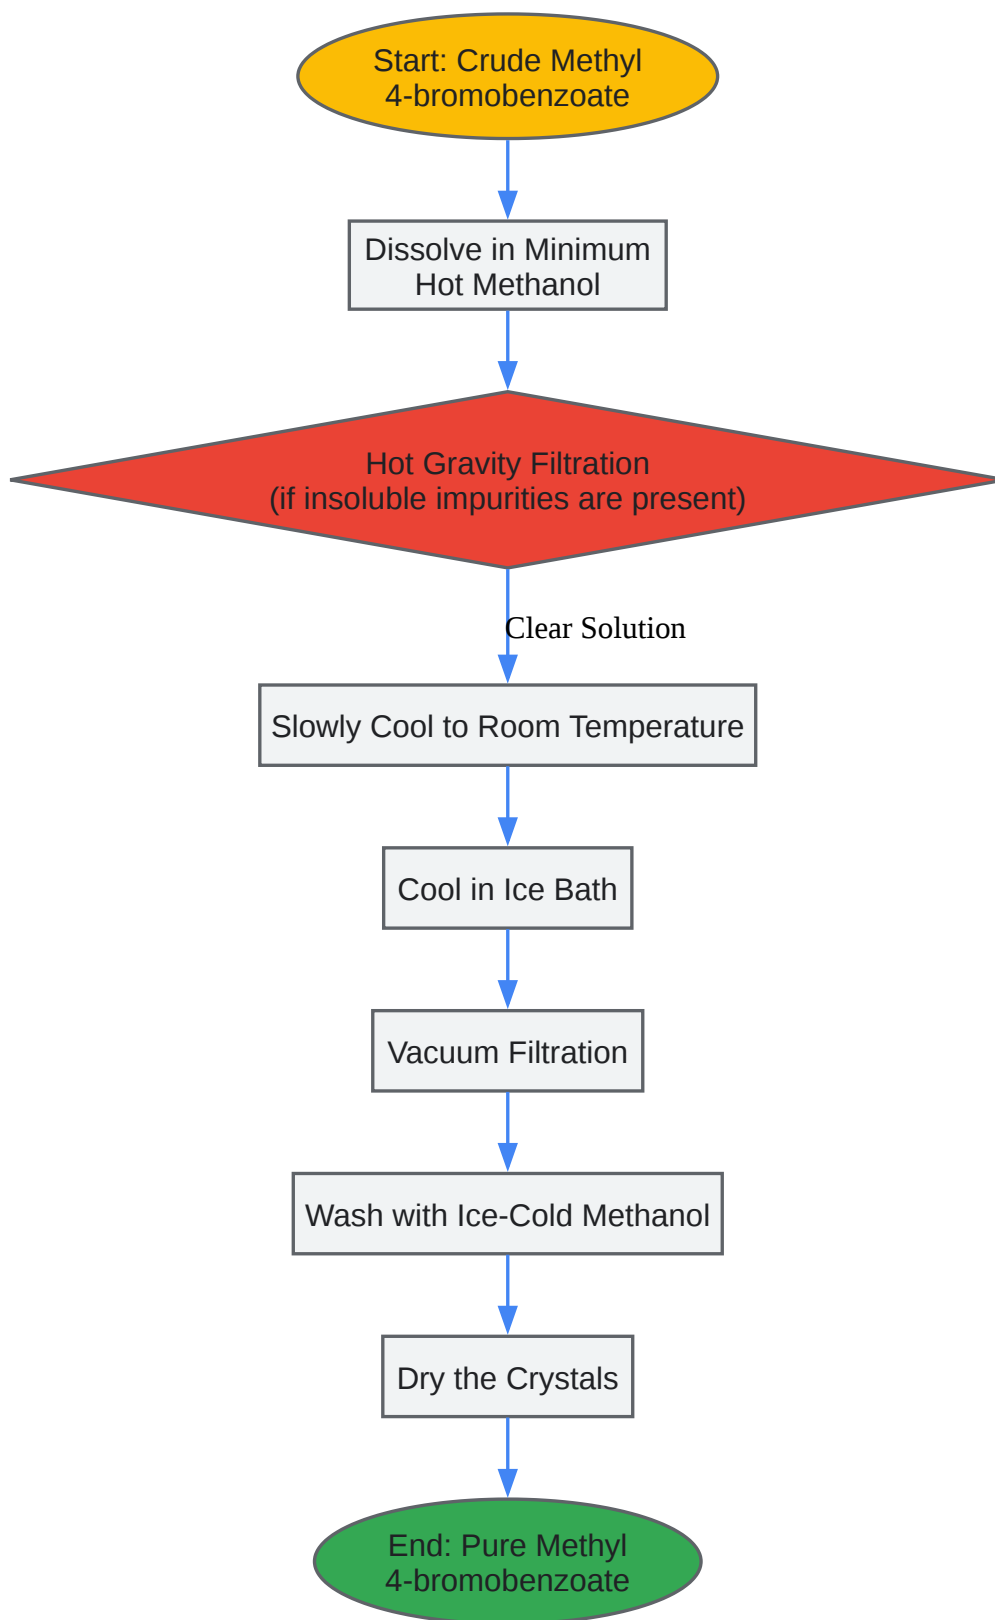 Start: Crude Methyl
4-bromobenzoate
Dissolve in Minimum
Hot Methanol
Hot Gravity Filtration
(if insoluble impurities are present)
Clear Solution
Slowly Cool to Room Temperature
Cool in Ice Bath
Vacuum Filtration
Wash with Ice-Cold Methanol
Dry the Crystals
End: Pure Methyl
4-bromobenzoate